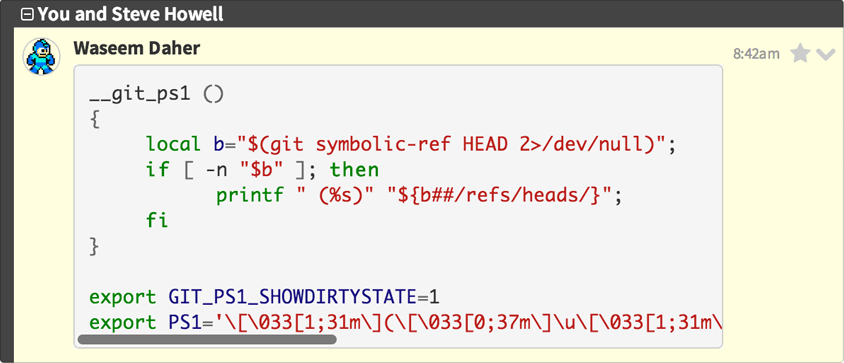 You and Steve Howell
Waseem Daher
8:42am
__git_ps1 ()
{
     local b="$(git symbolic-ref HEAD 2>/dev/null)";
     if [ -n "$b" ]; then
           printf " (%s)" "${b##/refs/heads/}";
     fi
}
export GIT_PS1_SHOWDIRTYSTATE=1
export PS1='\[\033[1;31m\](\[\033[0;37m\]\u\[\033[1;31m\